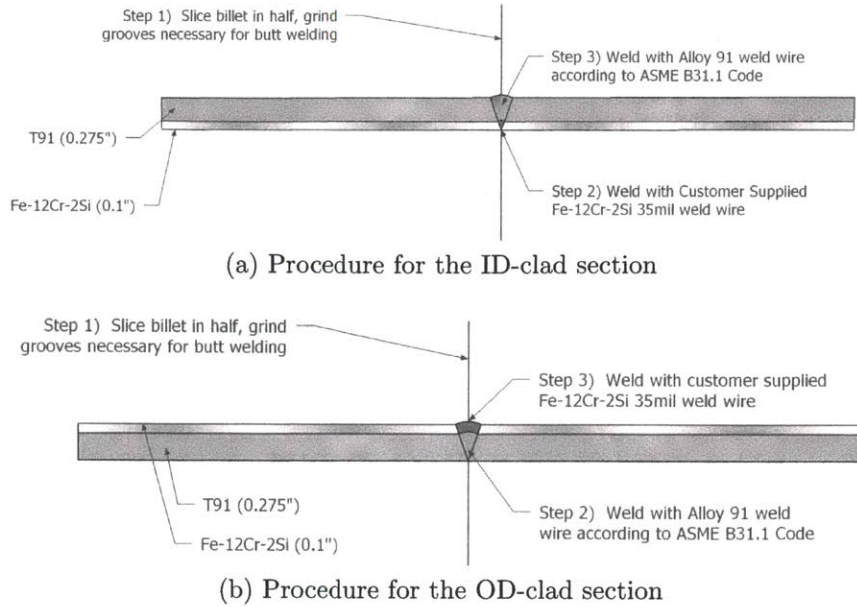 Step 1) Slice billet in half, grind
grooves necessary for butt welding
Step 3) Weld with Alloy 91 weld wire
according to ASME B31.1 Code
T91 (0.275")
Fe-12Cr-2Si (0.1")
Step 2) Weld with Customer Supplied
Fe-12Cr-2Si 35mil weld wire
(a) Procedure for the ID-clad section
Step 1) Slice billet in half, grind
grooves necessary for butt welding
Step 3) Weld with customer supplied
Fe-12Cr-2Si 35mil weld wire
T91 (0.275")
Fe-12Cr-2Si (0.1")
Step 2) Weld with Alloy 91 weld
wire according to ASME B31.1 Code
(b) Procedure for the OD-clad section